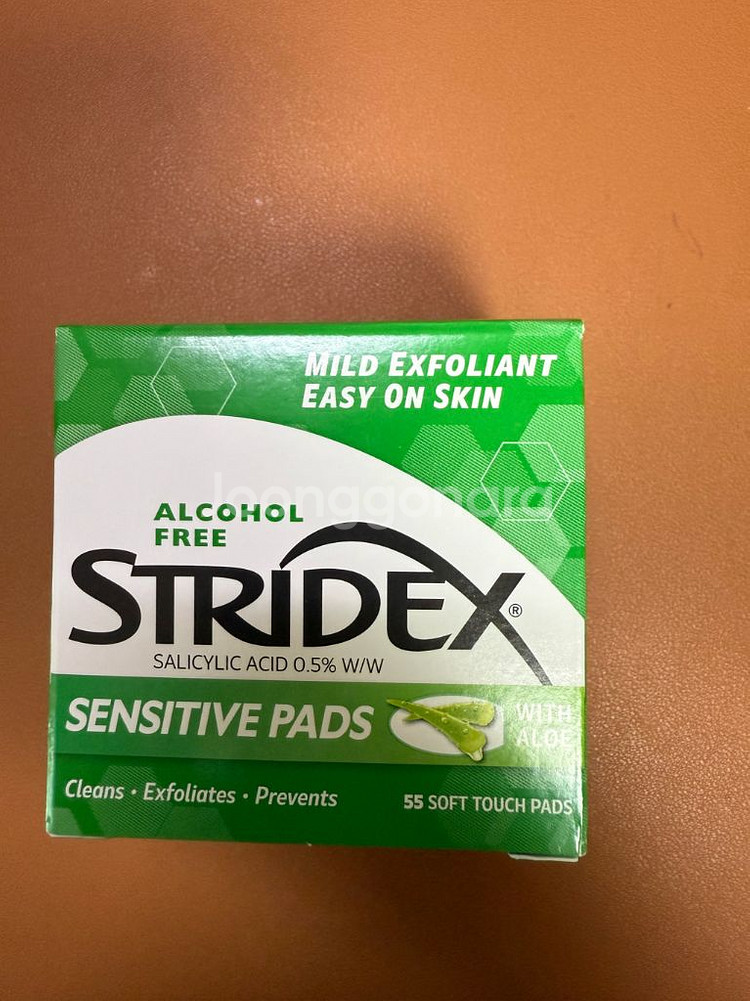 MILD EXFOLIANT
EASY ON SKIN
Joonggonara
ALCOHOL
FREE
STRIDEX®
SALICYLIC ACID 0.5% W/W
SENSITIVE PADS
WITH
ALOE
Cleans • Exfoliates • Prevents
55 SOFT TOUCH PADS